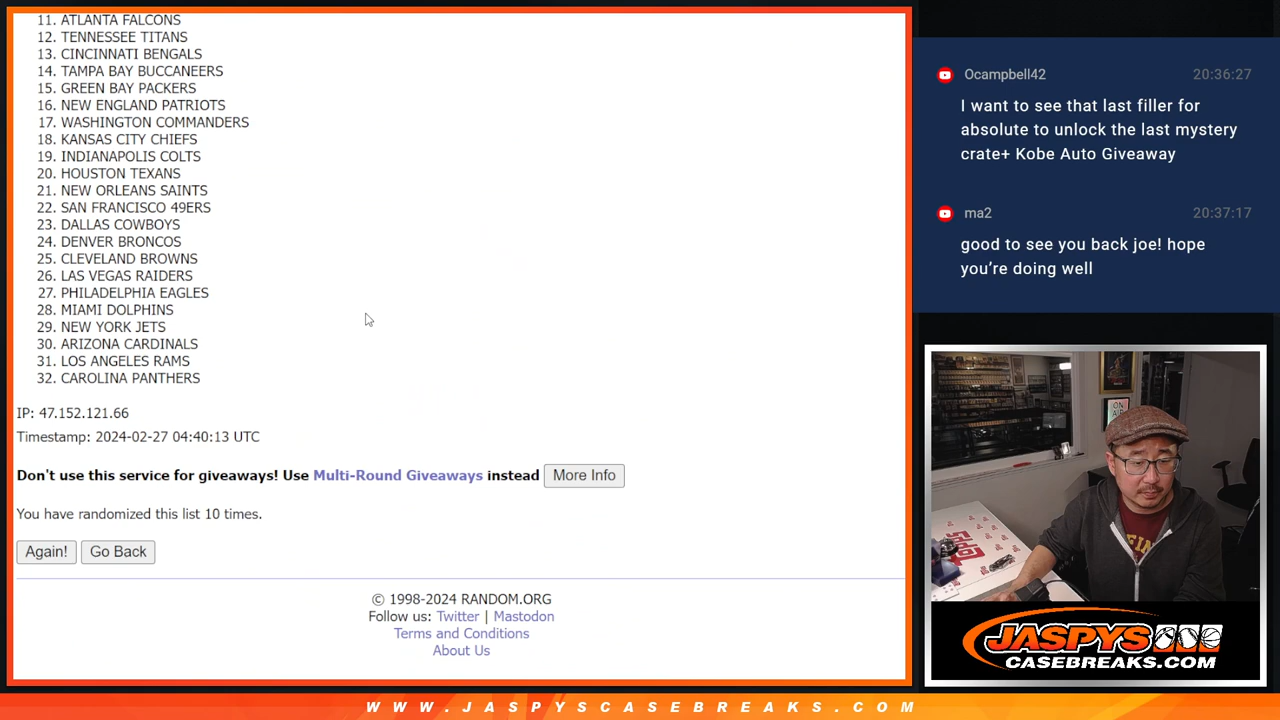 11. ATLANTA FALCONS
12. TENNESSEE TITANS
13. CINCINNATI BENGALS
14. TAMPA BAY BUCCANEERS
15. GREEN BAY PACKERS
16. NEW ENGLAND PATRIOTS
17. WASHINGTON COMMANDERS
18. KANSAS CITY CHIEFS
19. INDIANAPOLIS COLTS
20. HOUSTON TEXANS
21. NEW ORLEANS SAINTS
22. SAN FRANCISCO 49ERS
23. DALLAS COWBOYS
24. DENVER BRONCOS
25. CLEVELAND BROWNS
26. LAS VEGAS RAIDERS
27. PHILADELPHIA EAGLES
28. MIAMI DOLPHINS
29. NEW YORK JETS
30. ARIZONA CARDINALS
31. LOS ANGELES RAMS
32. CAROLINA PANTHERS
IP: 47.152.121.66
Timestamp: 2024-02-27 04:40:13 UTC
Don't use this service for giveaways! Use Multi-Round Giveaways instead More Info
You have randomized this list 10 times.
Again! Go Back
© 1998-2024 RANDOM.ORG
Follow us: Twitter | Mastodon
Terms and Conditions
About Us
Ocampbell42 20:36:27
I want to see that last filler for
absolute to unlock the last mystery
crate+ Kobe Auto Giveaway
ma2 20:37:17
good to see you back joe! hope
you're doing well
ON
AIR
TOPPS
JASPYS
CASEBREAKS.COM
WWW.JASPYSCASEBREAKS.COM